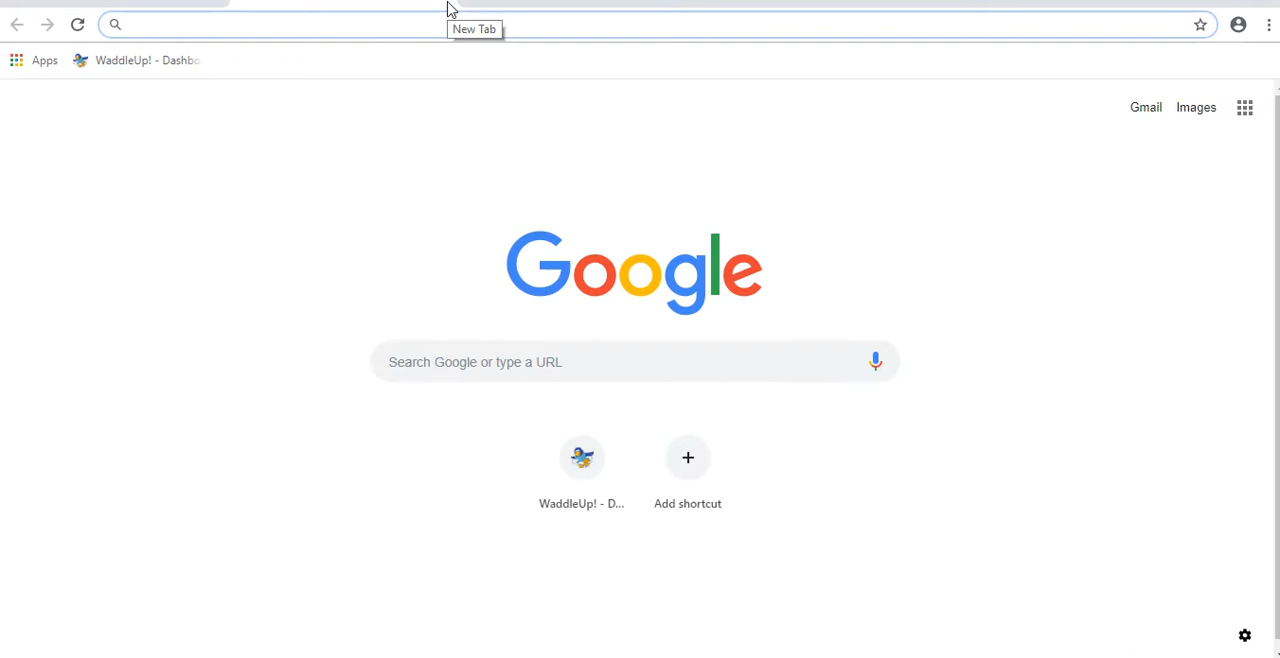 New Tab
Apps WaddleUp! - Dashbo
Gmail Images
Google
Search Google or type a URL
WaddleUp! - D... Add shortcut